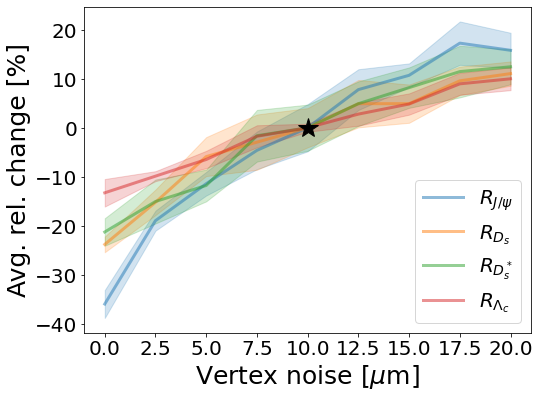 Avg. rel. change [%]
20
10
0
−10
−20
−30
−40
R_{J/ψ}
R_{D_s}
R_{D_s^*}
R_{Λ_c}
0.0 2.5 5.0 7.5 10.0 12.5 15.0 17.5 20.0
Vertex noise [μm]